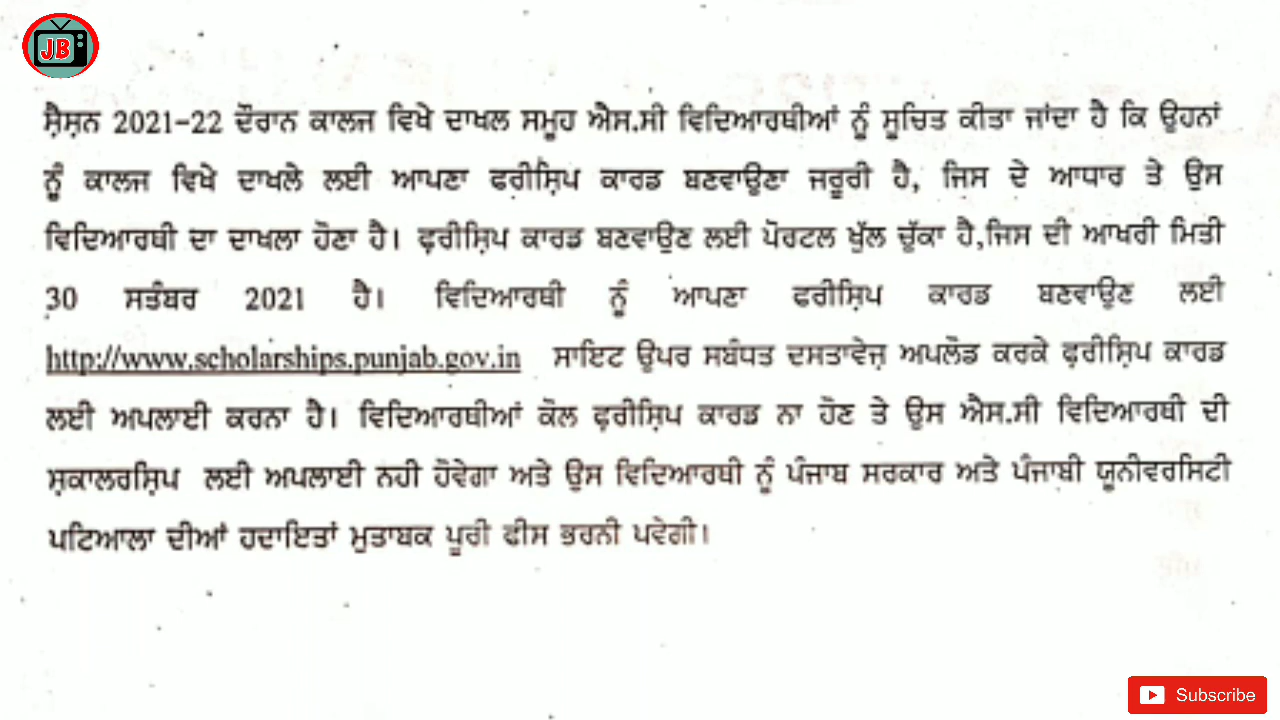 JB
ਸ਼ੈਸ਼ਨ 2021-22 ਦੌਰਾਨ ਕਾਲਜ ਵਿਖੇ ਦਾਖਲ ਸਮੂਹ ਐਸ.ਸੀ ਵਿਦਿਆਰਥੀਆਂ ਨੂੰ ਸੂਚਿਤ ਕੀਤਾ ਜਾਂਦਾ ਹੈ ਕਿ ਉਹਨਾਂ
ਨੂੰ ਕਾਲਜ ਵਿਖੇ ਦਾਖਲੇ ਲਈ ਆਪਣਾ ਫਰੀਸ਼ਿਪ ਕਾਰਡ ਬਣਵਾਉਣਾ ਜਰੂਰੀ ਹੈ, ਜਿਸ ਦੇ ਆਧਾਰ ਤੇ ਉਸ
ਵਿਦਿਆਰਥੀ ਦਾ ਦਾਖਲਾ ਹੋਣਾ ਹੈ। ਫ਼ਰੀਸ਼ਿਪ ਕਾਰਡ ਬਣਵਾਉਣ ਲਈ ਪੋਰਟਲ ਖੁੱਲ ਚੁੱਕਾ ਹੈ,ਜਿਸ ਦੀ ਆਖਰੀ ਮਿਤੀ
30 ਸਤੰਬਰ 2021 ਹੈ। ਵਿਦਿਆਰਥੀ ਨੂੰ ਆਪਣਾ ਫਰੀਸ਼ਿਪ ਕਾਰਡ ਬਣਵਾਉਣ ਲਈ
http://www.scholarships.punjab.gov.in ਸਾਇਟ ਉਪਰ ਸਬੰਧਤ ਦਸਤਾਵੇਜ਼ ਅਪਲੋਡ ਕਰਕੇ ਫ਼ਰੀਸ਼ਿਪ ਕਾਰਡ
ਲਈ ਅਪਲਾਈ ਕਰਨਾ ਹੈ। ਵਿਦਿਆਰਥੀਆਂ ਕੋਲ ਫ਼ਰੀਸ਼ਿਪ ਕਾਰਡ ਨਾ ਹੋਣ ਤੇ ਉਸ ਐਸ.ਸੀ ਵਿਦਿਆਰਥੀ ਦੀ
ਸ਼ਕਾਲਰਸ਼ਿਪ ਲਈ ਅਪਲਾਈ ਨਹੀ ਹੋਵੇਗਾ ਅਤੇ ਉਸ ਵਿਦਿਆਰਥੀ ਨੂੰ ਪੰਜਾਬ ਸਰਕਾਰ ਅਤੇ ਪੰਜਾਬੀ ਯੂਨੀਵਰਸਿਟੀ
ਪਟਿਆਲਾ ਦੀਆਂ ਹਦਾਇਤਾਂ ਮੁਤਾਬਕ ਪੂਰੀ ਫੀਸ ਭਰਨੀ ਪਵੇਗੀ।
Subscribe